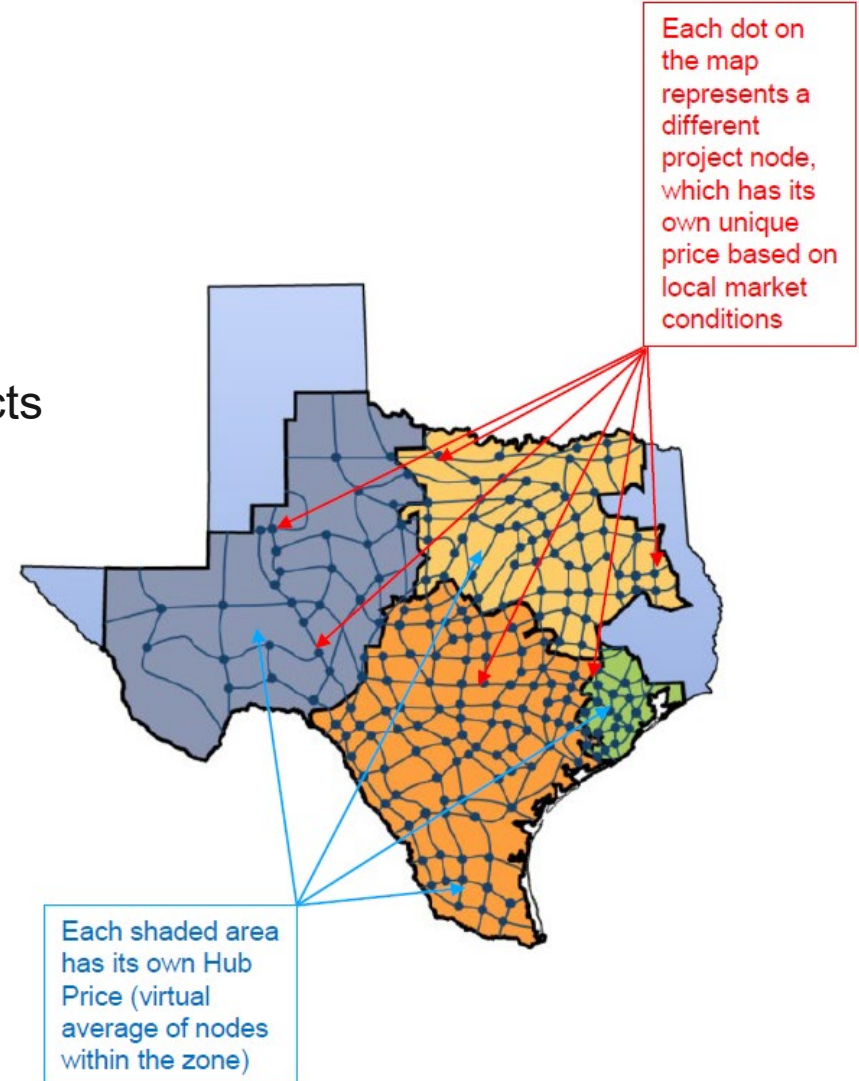 Each dot on
the map
represents a
different
project node,
which has its
own unique
price based on
local market
conditions
cts
Each shaded area
has its own Hub
Price (virtual
average of nodes
within the zone)